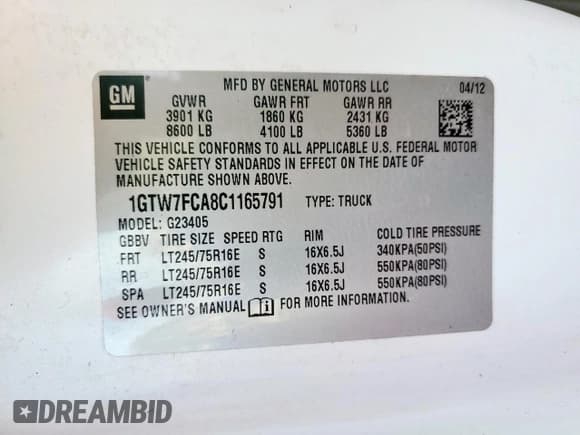 GM
MFD BY GENERAL MOTORS LLC 04/12
GVWR GAWR FRT GAWR RR
3901 KG 1860 KG 2431 KG
8600 LB 4100 LB 5360 LB
THIS VEHICLE CONFORMS TO ALL APPLICABLE U.S. FEDERAL MOTOR
VEHICLE SAFETY STANDARDS IN EFFECT ON THE DATE OF
MANUFACTURE SHOWN ABOVE.
1GTW7FCA8C1165791 TYPE: TRUCK
MODEL: G23405
GBBV TIRE SIZE SPEED RTG RIM COLD TIRE PRESSURE
FRT LT245/75R16E S 16X6.5J 340KPA(50PSI)
RR LT245/75R16E S 16X6.5J 550KPA(80PSI)
SPA LT245/75R16E S 16X6.5J 550KPA(80PSI)
SEE OWNER'S MANUAL FOR MORE INFORMATION.
DREAMBID